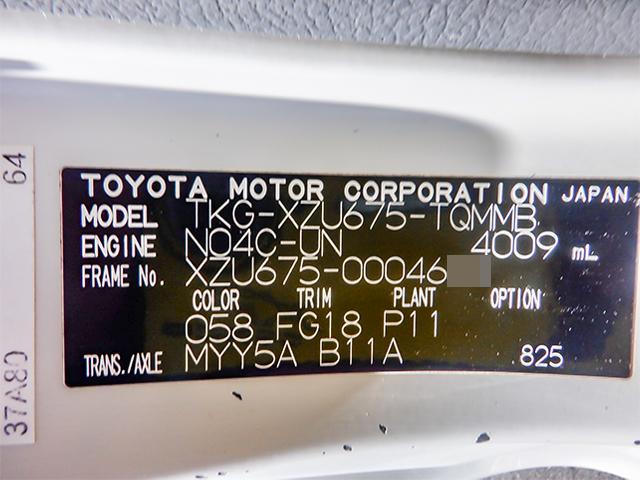 TOYOTA MOTOR CORPORATION JAPAN
MODEL TKG-XZU675-TQMMB
ENGINE N04C-UN 4009 mL
FRAME No. XZU675-00046
COLOR TRIM PLANT OPTION
058 FG18 P11
TRANS./AXLE MYY5A B11A 825
37A80 64